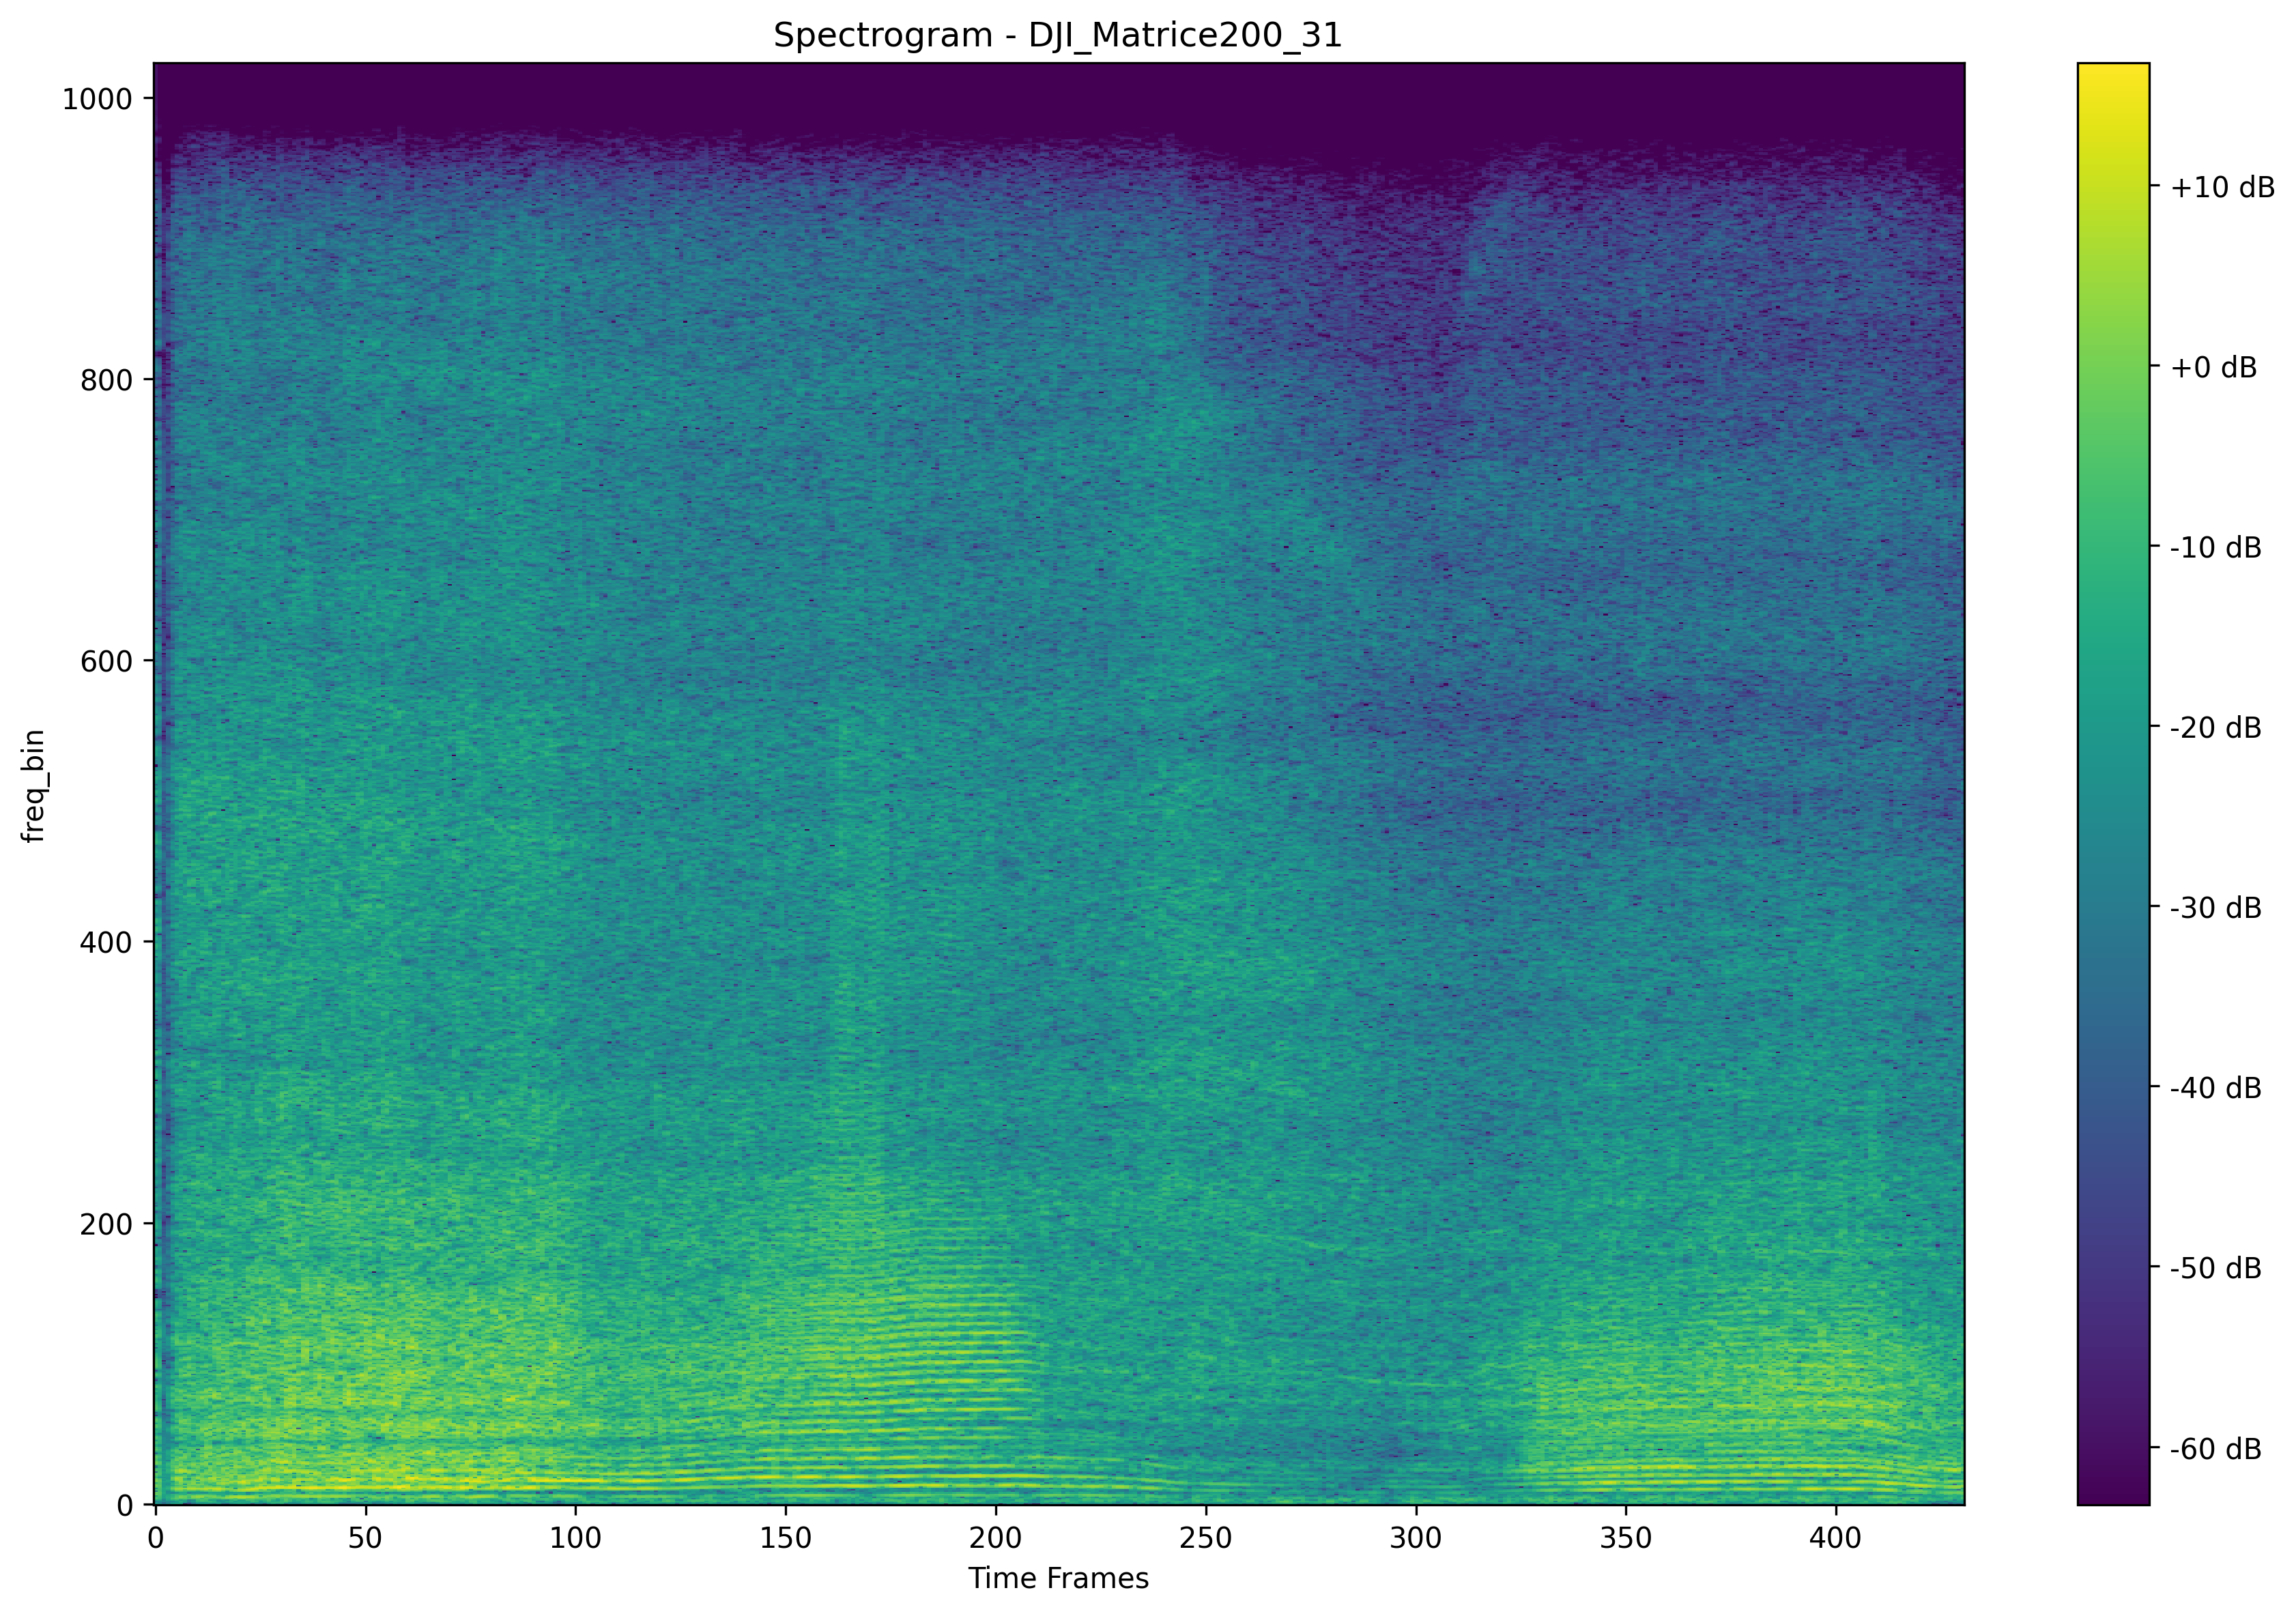 Spectrogram - DJI_Matrice200_31
1000
800
600
400
200
0
freq_bin
0 50 100 150 200 250 300 350 400
Time Frames
+10 dB
+0 dB
-10 dB
-20 dB
-30 dB
-40 dB
-50 dB
-60 dB